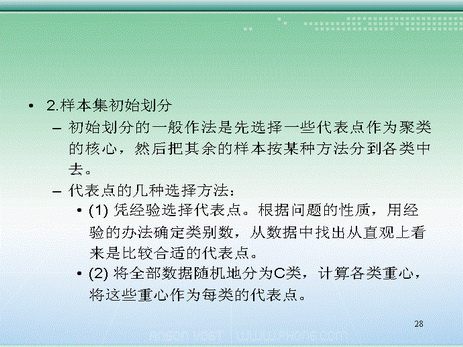 • 2.样本集初始划分
– 初始划分的一般作法是先选择一些代表点作为聚类
的核心，然后把其余的样本按某种方法分到各类中
去。
– 代表点的几种选择方法：
• (1) 凭经验选择代表点。根据问题的性质，用经
验的办法确定类别数，从数据中找出从直观上看
来是比较合适的代表点。
• (2) 将全部数据随机地分为C类，计算各类重心，
将这些重心作为每类的代表点。
28